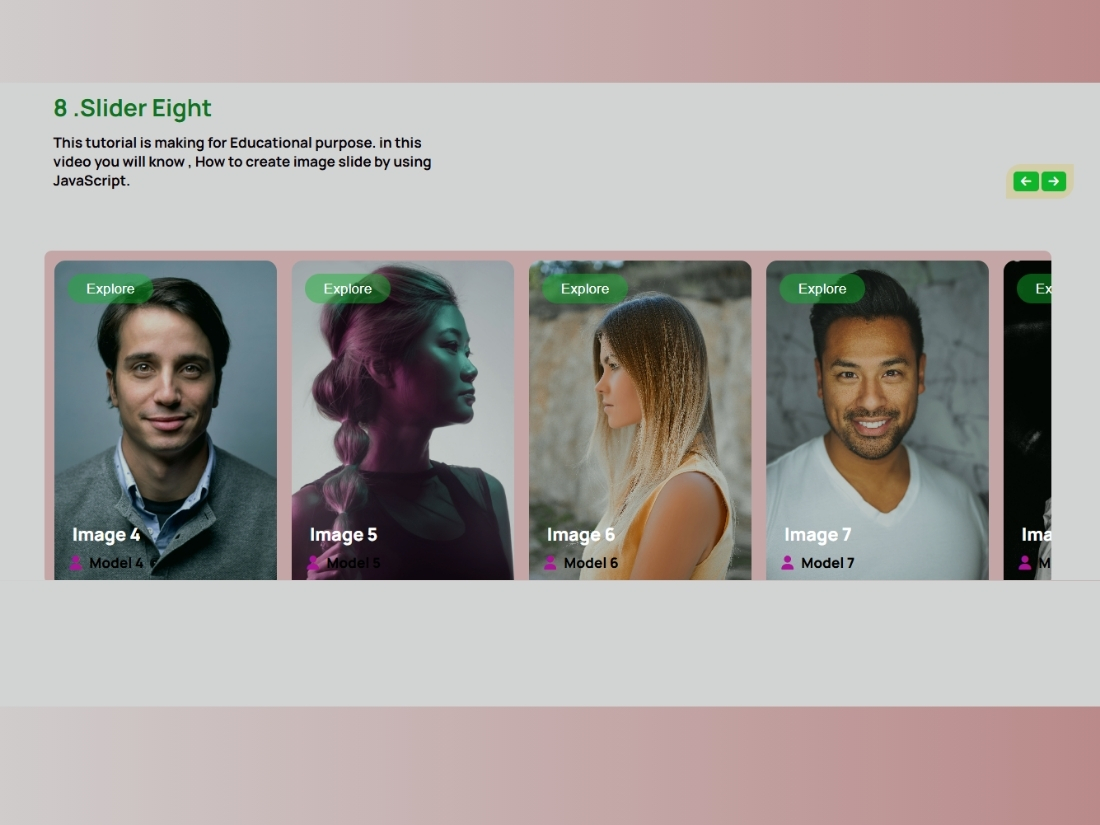 8 .Slider Eight
This tutorial is making for Educational purpose. in this
video you will know , How to create image slide by using
JavaScript.
Explore
Explore
Explore
Explore
Ex
Image 4
Image 5
Image 6
Image 7
Ima
Model 4
Model 5
Model 6
Model 7
M